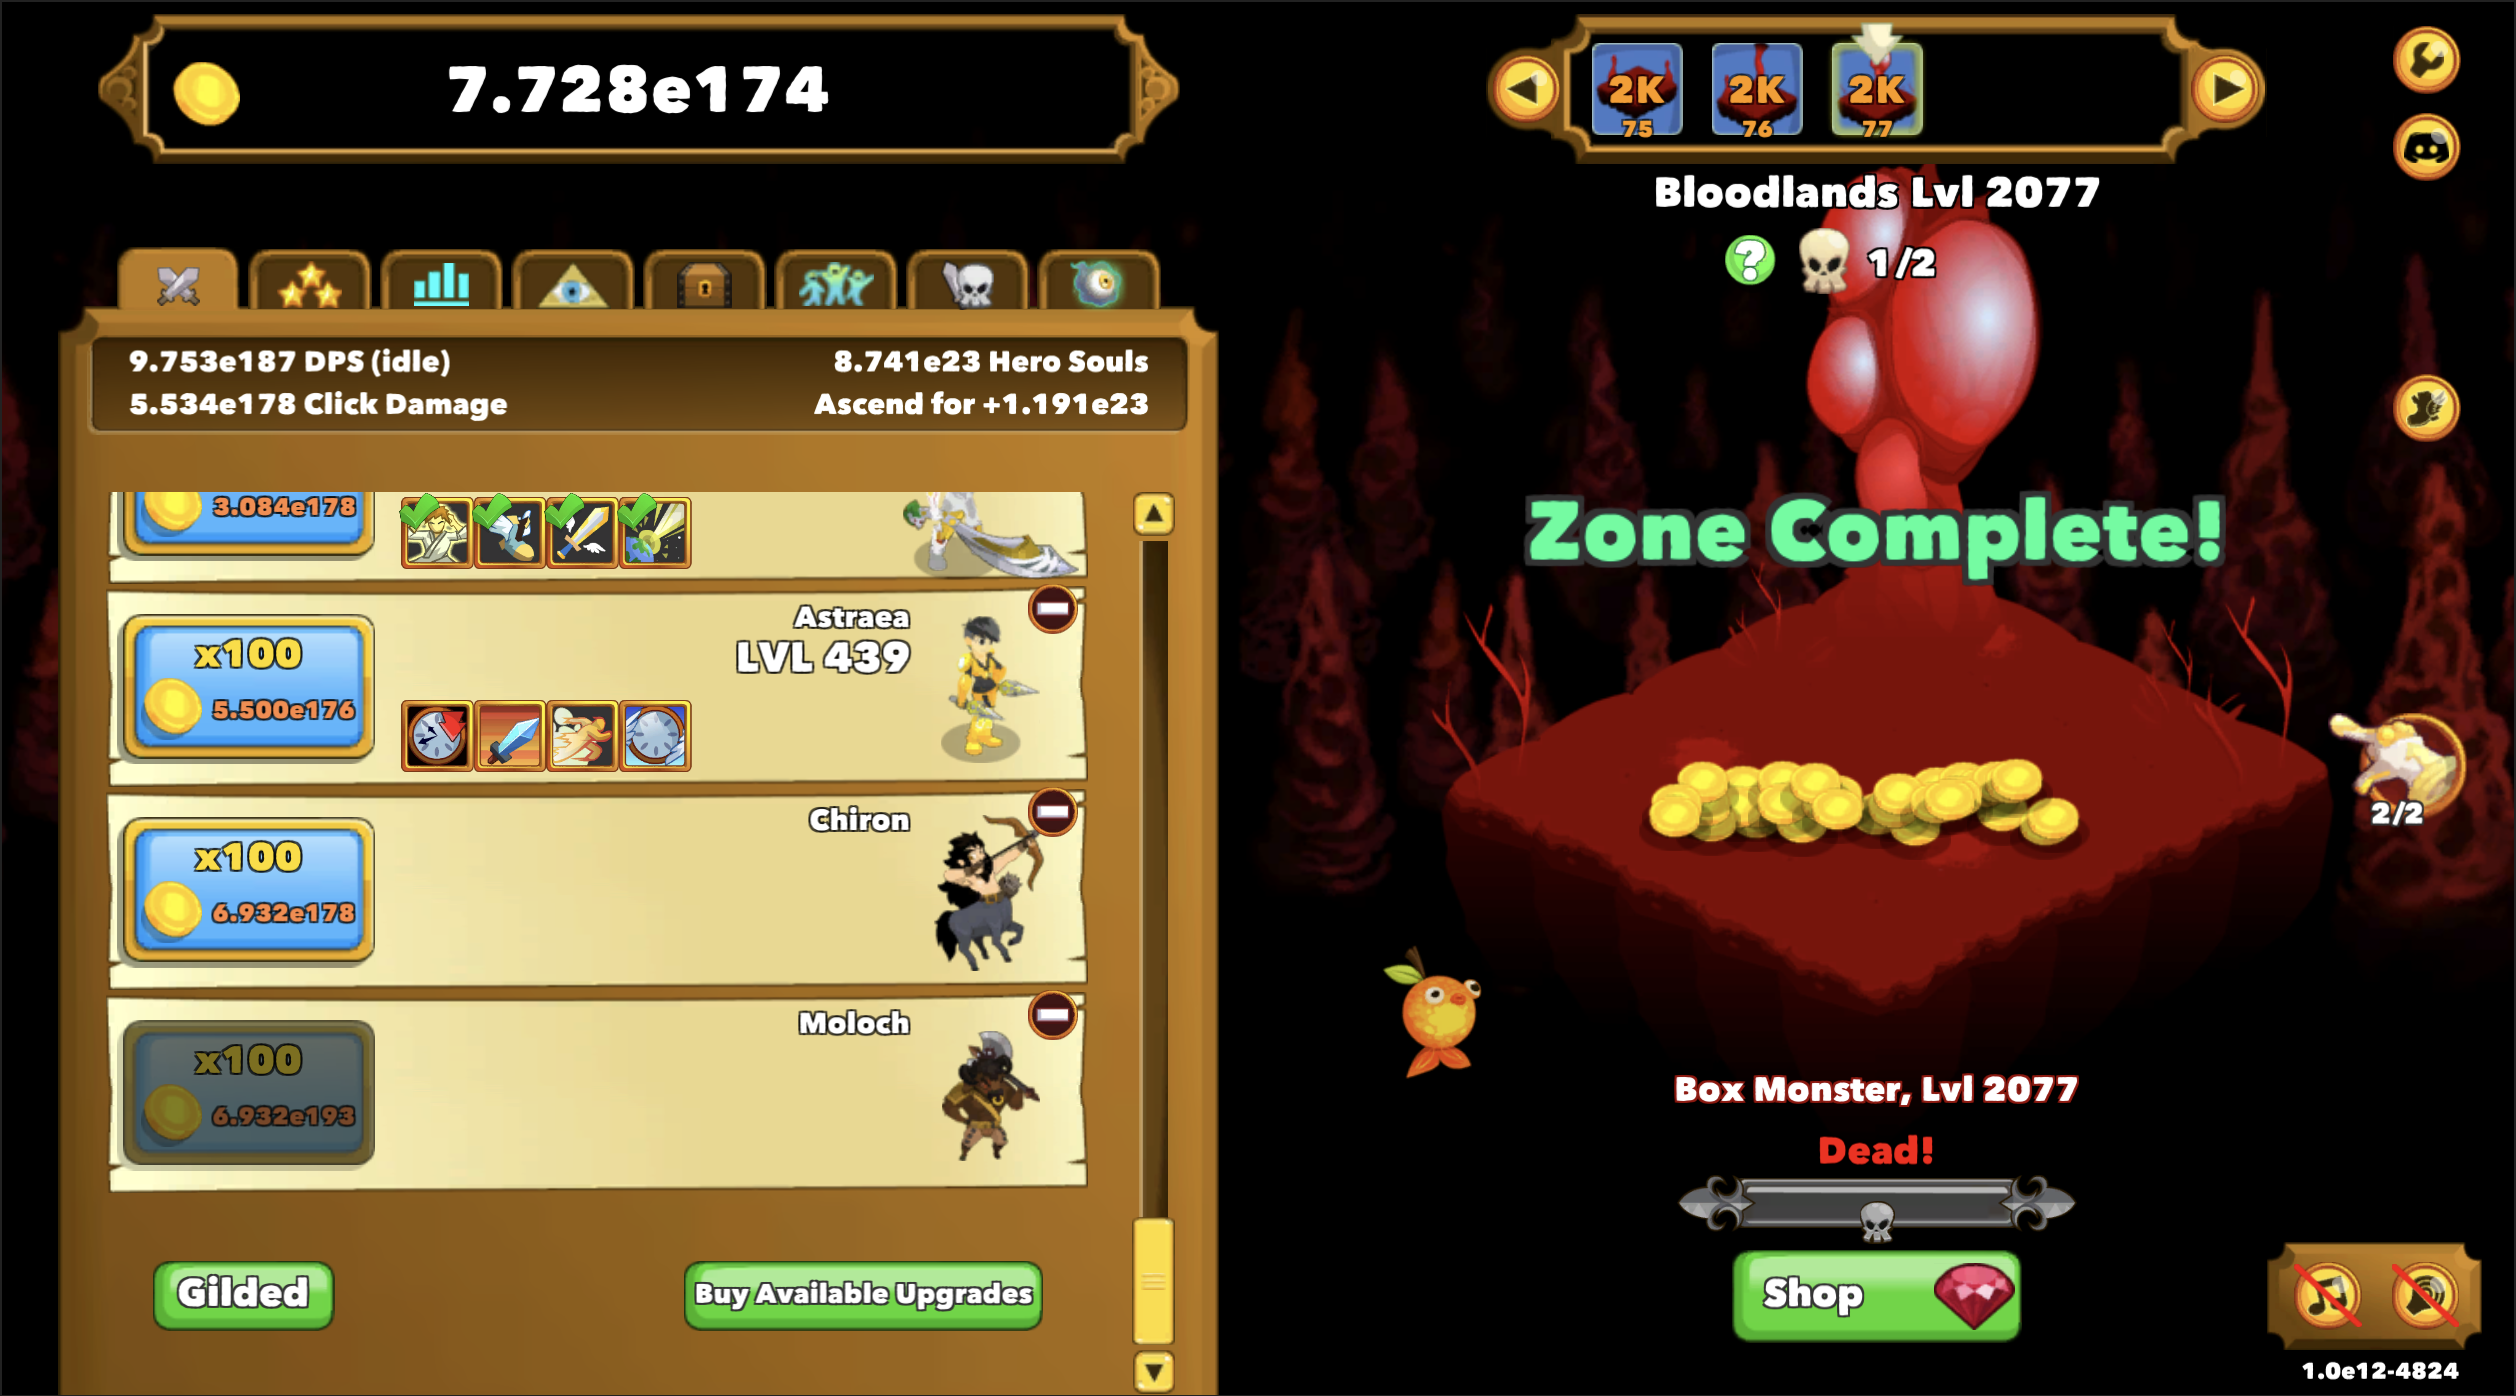 7.728e174
2K
75
2K
76
2K
77
Bloodlands Lvl 2077
?
1/2
9.753e187 DPS (idle)
5.534e178 Click Damage
8.741e23 Hero Souls
Ascend for +1.191e23
3.084e178
Astraea
LVL 439
x100
5.500e176
Chiron
x100
6.932e178
Moloch
x100
6.932e193
Gilded
Buy Available Upgrades
Zone Complete!
2/2
Box Monster, Lvl 2077
Dead!
Shop
1.0e12-4824